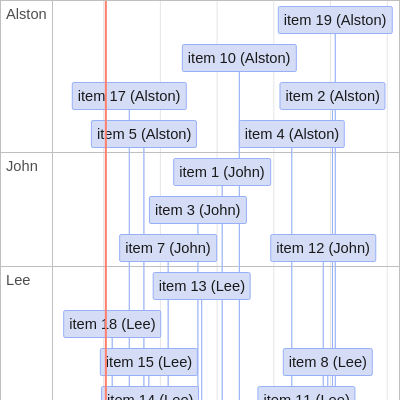 Alston
item 19 (Alston)
item 10 (Alston)
item 17 (Alston)
item 2 (Alston)
item 5 (Alston)
item 4 (Alston)
John
item 1 (John)
item 3 (John)
item 7 (John)
item 12 (John)
Lee
item 13 (Lee)
item 18 (Lee)
item 15 (Lee)
item 8 (Lee)
item 14 (Lee)
item 11 (Lee)